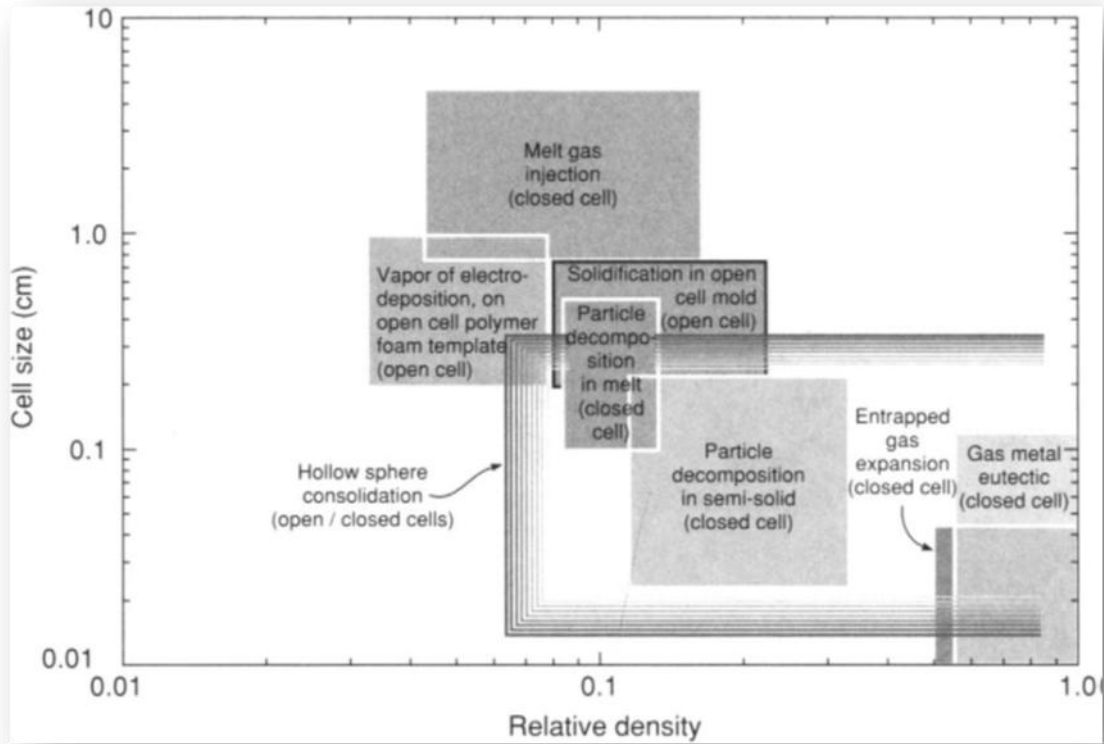 10
1.0
0.1
0.01
Cell size (cm)
Melt gas
injection
(closed cell)
Vapor of electro-
deposition, on
open cell polymer
foam template
(open cell)
Solidification in open
cell mold
(open cell)
Particle
decompo-
sition
in melt
(closed
cell)
Hollow sphere
consolidation
(open / closed cells)
Particle
decomposition
in semi-solid
(closed cell)
Entrapped
gas
expansion
(closed cell)
Gas metal
eutectic
(closed cell)
0.01
0.1
1.0
Relative density